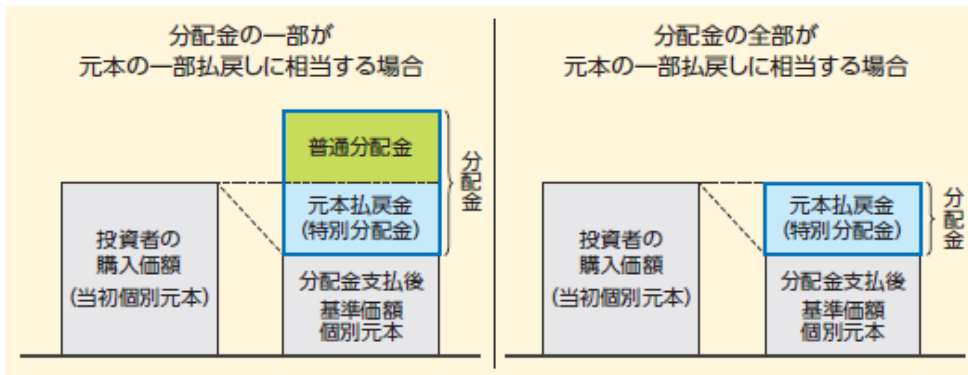 分配金の一部が
元本の一部払戻しに相当する場合
普通分配金
元本払戻金
(特別分配金)
分配金
投資者の
購入価額
(当初個別元本)
分配金支払後
基準価額
個別元本
分配金の全部が
元本の一部払戻しに相当する場合
元本払戻金
(特別分配金)
分配金
投資者の
購入価額
(当初個別元本)
分配金支払後
基準価額
個別元本